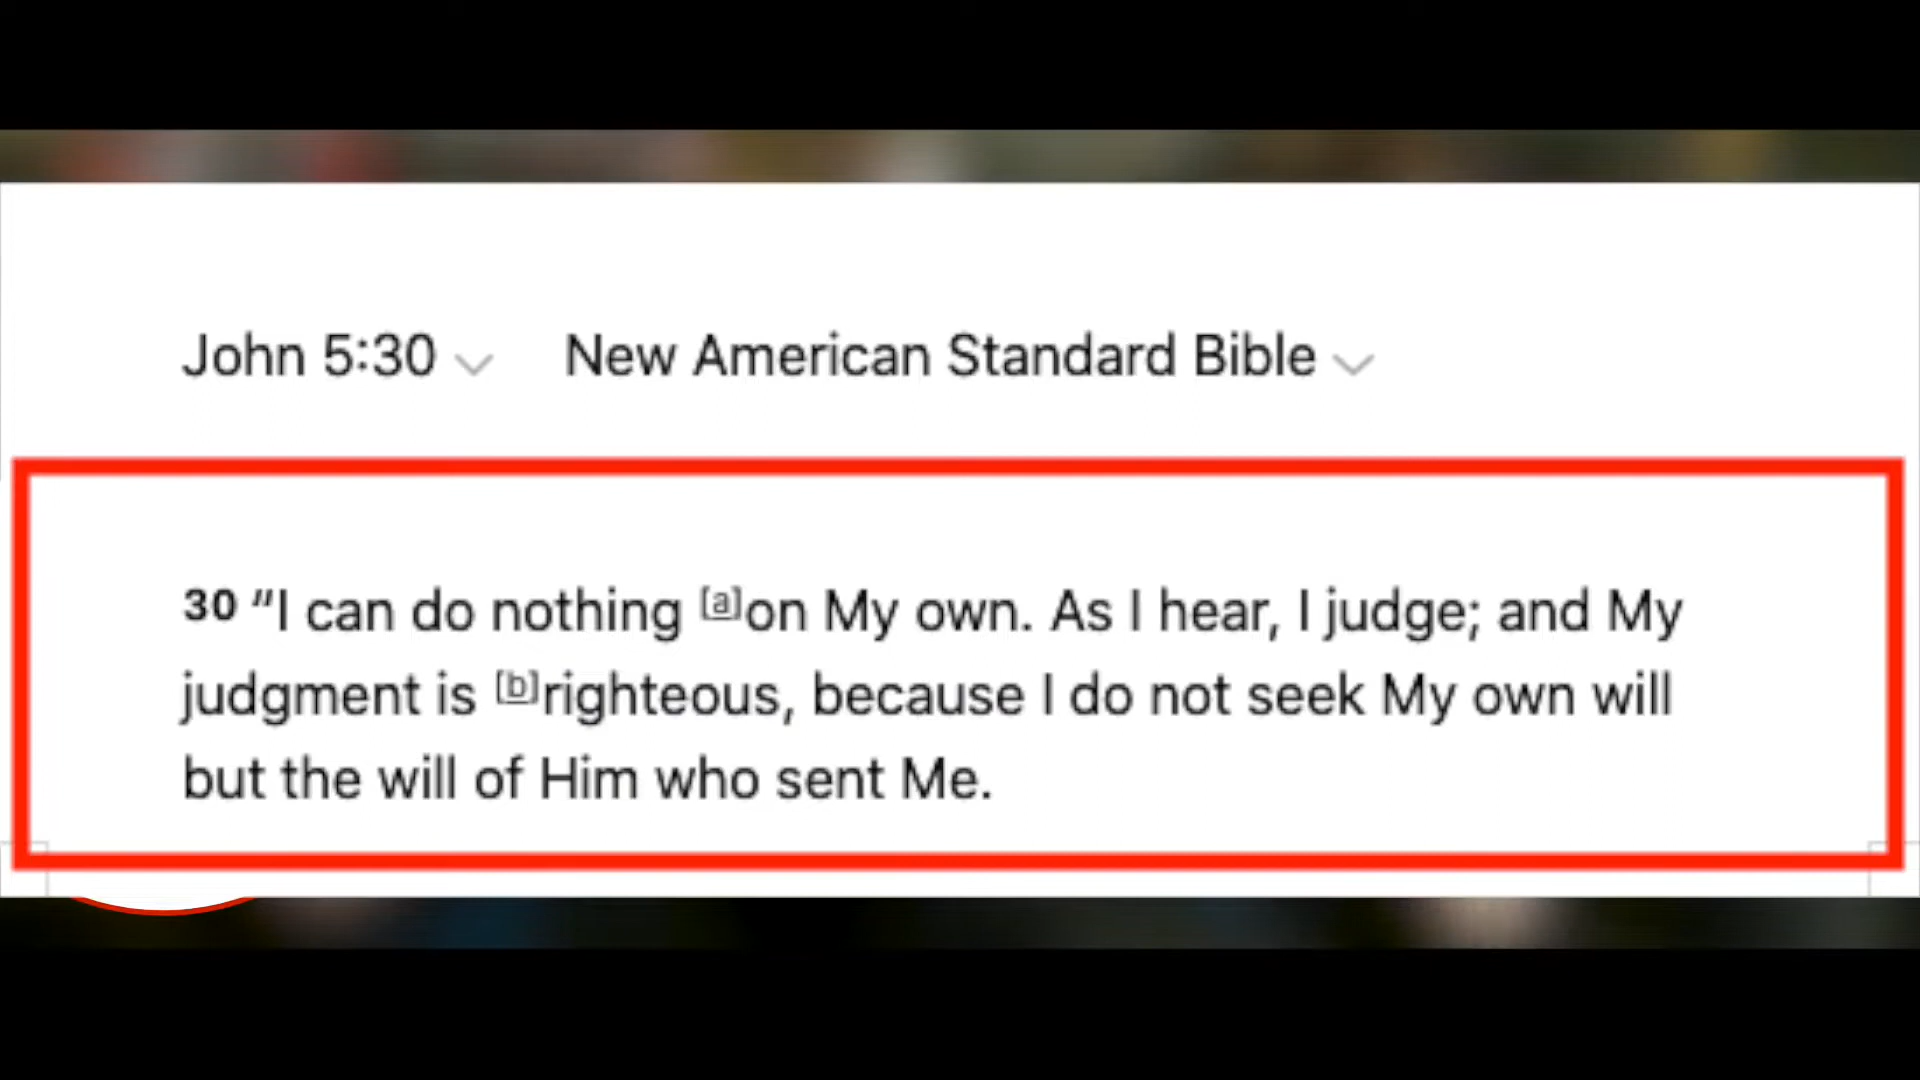 John 5:30 New American Standard Bible
30 “I can do nothing [a]on My own. As I hear, I judge; and My
judgment is [b]righteous, because I do not seek My own will
but the will of Him who sent Me.